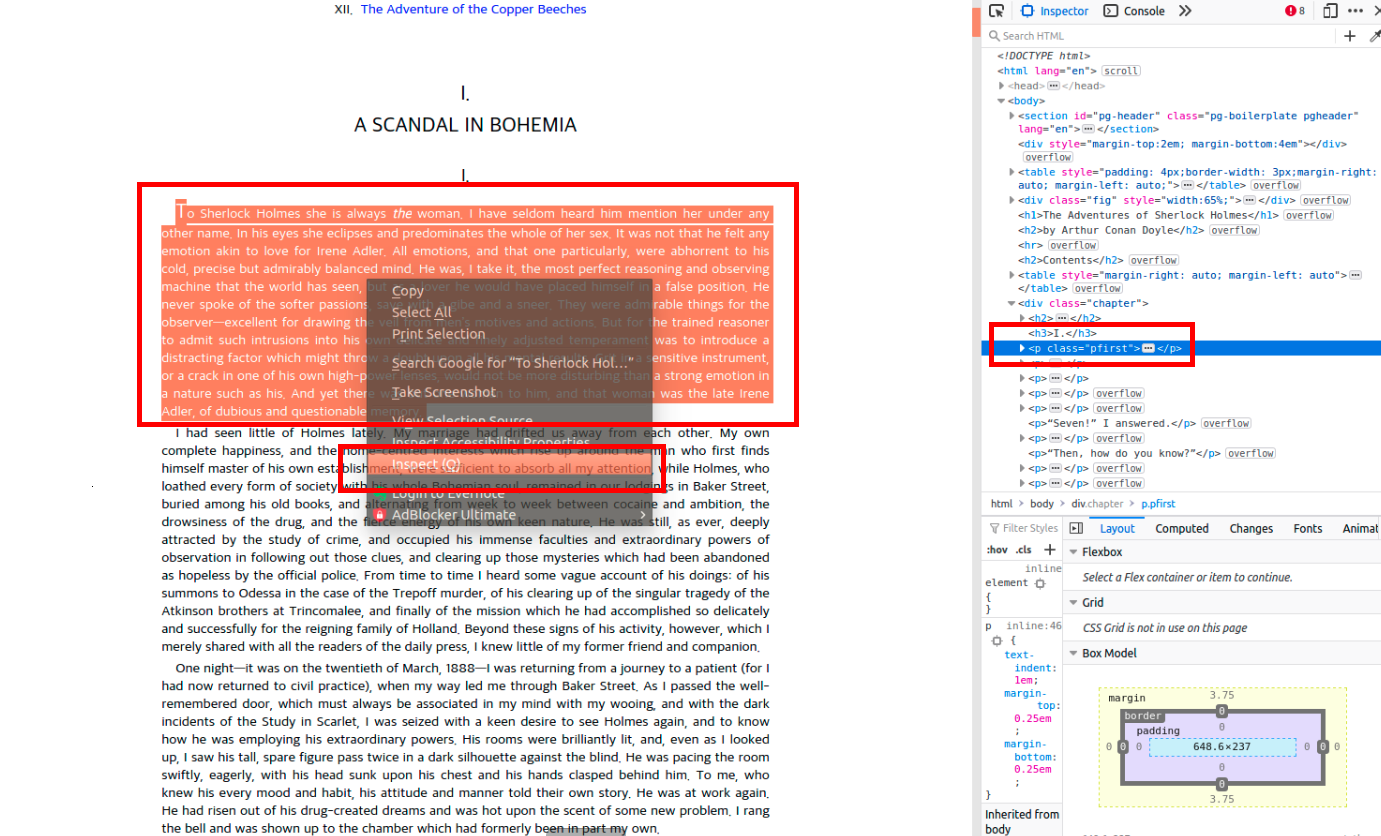 XII. The Adventure of the Copper Beeches
I.
A SCANDAL IN BOHEMIA
I.
To Sherlock Holmes she is always the woman. I have seldom heard him mention her under any
other name. In his eyes she eclipses and predominates the whole of her sex. It was not that he felt any
emotion akin to love for Irene Adler. All emotions, and that one particularly, were abhorrent to his
cold, precise but admirably balanced mind. He was, I take it, the most perfect reasoning and observing
machine that the world has seen, but as a lover he would have placed himself in a false position. He
never spoke of the softer passions, save with a gibe and a sneer. They were admirable things for the
observer—excellent for drawing the veil from men's motives and actions. But for the trained reasoner
to admit such intrusions into his own delicate and finely adjusted temperament was to introduce a
distracting factor which might throw a sensitive instrument,
or a crack in one of his own high-power lenses, would not be more disturbing than a strong emotion in
a nature such as his. And yet there was but one woman to him, and that woman was the late Irene
Adler, of dubious and questionable memory.
Copy
Select All
Print Selection
Search Google for “To Sherlock Hol…”
Take Screenshot
View Selection Source
Inspect Accessibility Properties
Inspect (Q)
Login to Evernote
AdBlocker Ultimate
I had seen little of Holmes lately. My marriage had drifted us away from each other. My own
complete happiness, and the home-centred interests which rise up around the man who first finds
himself master of his own establishment, were sufficient to absorb all my attention, while Holmes, who
loathed every form of society with his whole Bohemian soul, remained in our lodgings in Baker Street,
buried among his old books, and alternating from week to week between cocaine and ambition, the
drowsiness of the drug, and the fierce energy of his own keen nature. He was still, as ever, deeply
attracted by the study of crime, and occupied his immense faculties and extraordinary powers of
observation in following out those clues, and clearing up those mysteries which had been abandoned
as hopeless by the official police. From time to time I heard some vague account of his doings: of his
summons to Odessa in the case of the Trepoff murder, of his clearing up of the singular tragedy of the
Atkinson brothers at Trincomalee, and finally of the mission which he had accomplished so delicately
and successfully for the reigning family of Holland. Beyond these signs of his activity, however, which I
merely shared with all the readers of the daily press, I knew little of my former friend and companion.
One night—it was on the twentieth of March, 1888—I was returning from a journey to a patient (for I
had now returned to civil practice), when my way led me through Baker Street. As I passed the well-
remembered door, which must always be associated in my mind with my wooing, and with the dark
incidents of the Study in Scarlet, I was seized with a keen desire to see Holmes again, and to know
how he was employing his extraordinary powers. His rooms were brilliantly lit, and, even as I looked
up, I saw his tall, spare figure pass twice in a dark silhouette against the blind. He was pacing the room
swiftly, eagerly, with his head sunk upon his chest and his hands clasped behind him. To me, who
knew his every mood and habit, his attitude and manner told their own story. He was at work again.
He had risen out of his drug-created dreams and was hot upon the scent of some new problem. I rang
the bell and was shown up to the chamber which had formerly been in part my own.
Inspector Console 8
Search HTML
<!DOCTYPE html>
<html lang="en"> scroll
<head> ••• </head>
<body>
<section id="pg-header" class="pg-boilerplate pgheader"
lang="en"> ••• </section>
<div style="margin-top:2em; margin-bottom:4em"></div>
overflow
<table style="padding: 4px;border-width: 3px;margin-right:
auto; margin-left: auto;"> ••• </table> overflow
<div class="fig" style="width:65%;"> ••• </div> overflow
<h1>The Adventures of Sherlock Holmes</h1> overflow
<h2>by Arthur Conan Doyle</h2> overflow
<hr> overflow
<h2>Contents</h2> overflow
<table style="margin-right: auto; margin-left: auto"> •••
</table> overflow
<div class="chapter">
<h2> ••• </h2>
<h3>I.</h3>
<p class="pfirst"> ••• </p>
<p> ••• </p>
<p> ••• </p>
<p> ••• </p> overflow
<p> ••• </p> overflow
<p>“Seven!” I answered.</p> overflow
<p> ••• </p> overflow
<p>“Then, how do you know?”</p> overflow
<p> ••• </p> overflow
<p> ••• </p> overflow
html body div.chapter p.pfirst
Filter Styles
:hov .cls +
inline
element
{
}
p inline:46
{
text-
indent:
1em;
margin-
top:
0.25em
;
margin-
bottom:
0.25em
;
}
Inherited from
body
Layout Computed Changes Fonts Animat
Flexbox
Select a Flex container or item to continue.
Grid
CSS Grid is not in use on this page
Box Model
margin 3.75
border 0
padding 0
0 0 0 648.6×237 0 0 0
0
0
3.75